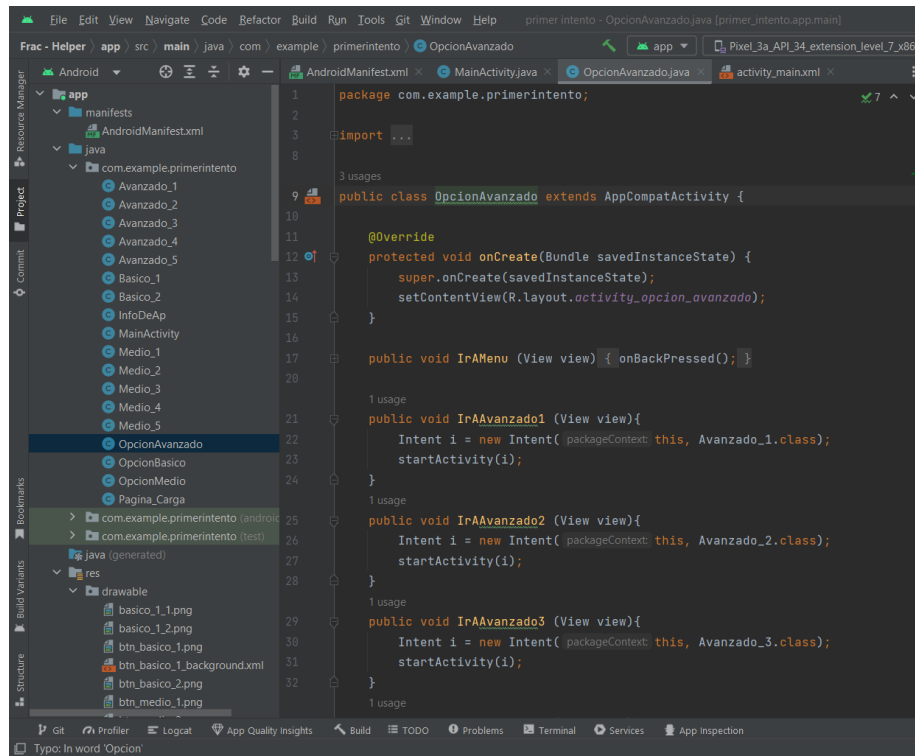 File Edit View Navigate Code Refactor Build Run Tools Git Window Help primer intento - OpcionAvanzado.java [primer_intento.app.main]
Frac - Helper app src main java com example primerintento OpcionAvanzado app Pixel_3a_API_34_extension_level_7_x86
Android AndroidManifest.xml MainActivity.java OpcionAvanzado.java activity_main.xml
Resource Manager
Project
Commit
Bookmarks
Build Variants
Structure
app
manifests
AndroidManifest.xml
java
com.example.primerintento
Avanzado_1
Avanzado_2
Avanzado_3
Avanzado_4
Avanzado_5
Basico_1
Basico_2
InfoDeAp
MainActivity
Medio_1
Medio_2
Medio_3
Medio_4
Medio_5
OpcionAvanzado
OpcionBasico
OpcionMedio
Pagina_Carga
com.example.primerintento (androic
com.example.primerintento (test)
java (generated)
res
drawable
basico_1_1.png
basico_1_2.png
btn_basico_1.png
btn_basico_1_background.xml
btn_basico_2.png
btn_medio_1.png
7
1 package com.example.primerintento;
2
3 import ...
8
3 usages
9 public class OpcionAvanzado extends AppCompatActivity {
10
11 @Override
12 protected void onCreate(Bundle savedInstanceState) {
13 super.onCreate(savedInstanceState);
14 setContentView(R.layout.activity_opcion_avanzado);
15 }
16
17 public void IrAMenu (View view) { onBackPressed(); }
20
1 usage
21 public void IrAAvanzado1 (View view){
22 Intent i = new Intent( packageContext: this, Avanzado_1.class);
23 startActivity(i);
24 }
1 usage
25 public void IrAAvanzado2 (View view){
26 Intent i = new Intent( packageContext: this, Avanzado_2.class);
27 startActivity(i);
28 }
1 usage
29 public void IrAAvanzado3 (View view){
30 Intent i = new Intent( packageContext: this, Avanzado_3.class);
31 startActivity(i);
32 }
1 usage
Git Profiler Logcat App Quality Insights Build TODO Problems Terminal Services App Inspection
Typo: In word 'Opcion'